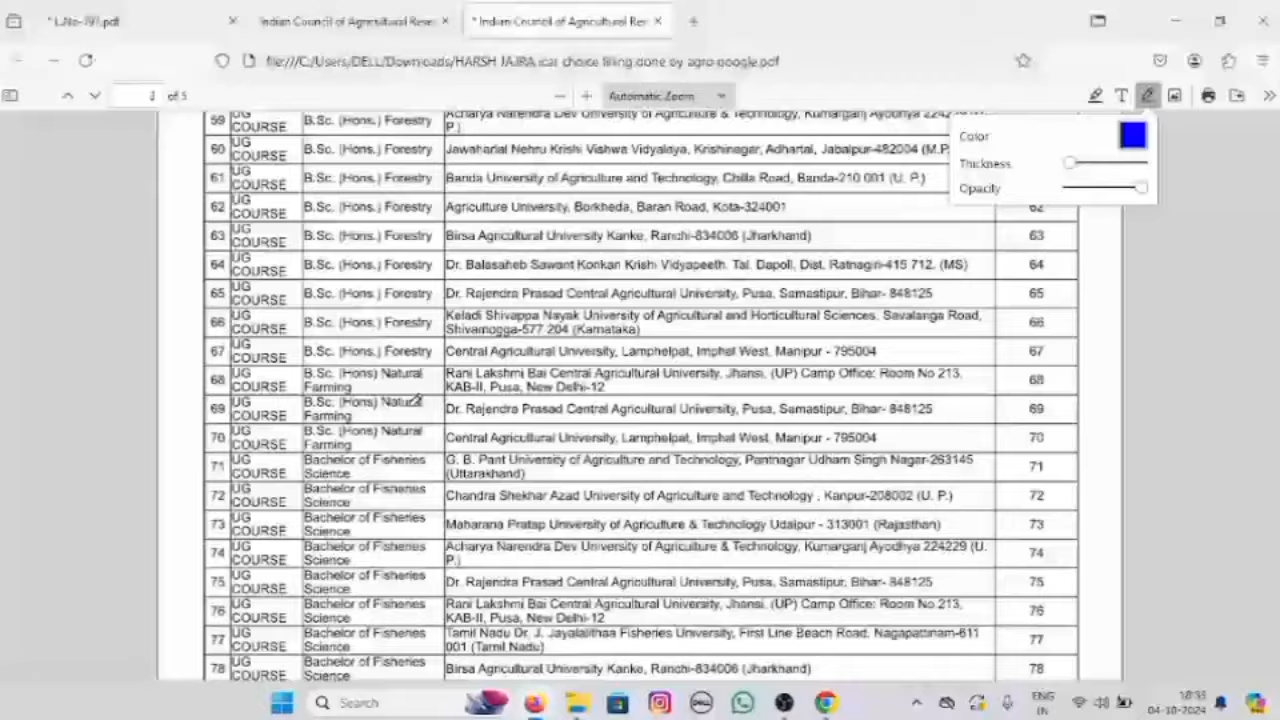 * L.No-191.pdf
Indian Council of Agricultural Rese
* Indian Council of Agricultural Res
file:///C:/Users/DELL/Downloads/HARSH JAJRA icar choice filling done by agro google.pdf
of 5
Automatic Zoom
Color
Thickness
Opacity
59 UG COURSE B.Sc. (Hons.) Forestry Acharya Narendra Dev University of Agriculture & Technology, Kumarganj Ayodhya
P.)
60 UG COURSE B.Sc. (Hons.) Forestry Jawaharlal Nehru Krishi Vishwa Vidyalaya, Krishinagar, Adhartal, Jabalpur-482004 (M.P.
61 UG COURSE B.Sc. (Hons.) Forestry Banda University of Agriculture and Technology, Chilla Road, Banda-210 001 (U. P.)
62 UG COURSE B.Sc. (Hons.) Forestry Agriculture University, Borkheda, Baran Road, Kota-324001 62
63 UG COURSE B.Sc. (Hons.) Forestry Birsa Agricultural University Kanke, Ranchi-834006 (Jharkhand) 63
64 UG COURSE B.Sc. (Hons.) Forestry Dr. Balasaheb Sawant Konkan Krishi Vidyapeeth. Tal. Dapoli, Dist. Ratnagiri-415 712. (MS) 64
65 UG COURSE B.Sc. (Hons.) Forestry Dr. Rajendra Prasad Central Agricultural University, Pusa, Samastipur, Bihar- 848125 65
66 UG COURSE B.Sc. (Hons.) Forestry Keladi Shivappa Nayak University of Agricultural and Horticultural Sciences, Savalanga Road,
Shivamogga-577 204 (Karnataka) 66
67 UG COURSE B.Sc. (Hons.) Forestry Central Agricultural University, Lamphelpat, Imphal West, Manipur - 795004 67
68 UG COURSE B.Sc. (Hons) Natural Farming Rani Lakshmi Bai Central Agricultural University, Jhansi, (UP) Camp Office: Room No 213,
KAB-II, Pusa, New Delhi-12 68
69 UG COURSE B.Sc. (Hons) Natural Farming Dr. Rajendra Prasad Central Agricultural University, Pusa, Samastipur, Bihar- 848125 69
70 UG COURSE B.Sc. (Hons) Natural Farming Central Agricultural University, Lamphelpat, Imphal West, Manipur - 795004 70
71 UG COURSE Bachelor of Fisheries Science G. B. Pant University of Agriculture and Technology, Pantnagar Udham Singh Nagar-263145
(Uttarakhand) 71
72 UG COURSE Bachelor of Fisheries Science Chandra Shekhar Azad University of Agriculture and Technology , Kanpur-208002 (U. P.) 72
73 UG COURSE Bachelor of Fisheries Science Maharana Pratap University of Agriculture & Technology Udaipur - 313001 (Rajasthan) 73
74 UG COURSE Bachelor of Fisheries Science Acharya Narendra Dev University of Agriculture & Technology, Kumarganj Ayodhya 224229 (U.
P.) 74
75 UG COURSE Bachelor of Fisheries Science Dr. Rajendra Prasad Central Agricultural University, Pusa, Samastipur, Bihar- 848125 75
76 UG COURSE Bachelor of Fisheries Science Rani Lakshmi Bai Central Agricultural University, Jhansi, (UP) Camp Office: Room No 213,
KAB-II, Pusa, New Delhi-12 76
77 UG COURSE Bachelor of Fisheries Science Tamil Nadu Dr. J. Jayalalithaa Fisheries University, First Line Beach Road, Nagapattinam-611
001 (Tamil Nadu) 77
78 UG COURSE Bachelor of Fisheries Science Birsa Agricultural University Kanke, Ranchi-834006 (Jharkhand) 78
Search
DELL
ENG
IN
04-10-2024